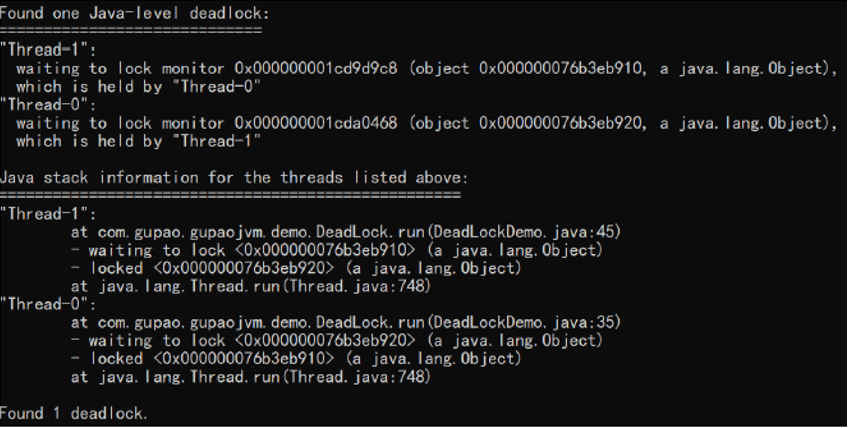 Found one Java-level deadlock:
=============================
"Thread-1":
  waiting to lock monitor 0x000000001cd9d9c8 (object 0x000000076b3eb910, a java.lang.Object),
  which is held by "Thread-0"
"Thread-0":
  waiting to lock monitor 0x000000001cda0468 (object 0x000000076b3eb920, a java.lang.Object),
  which is held by "Thread-1"
Java stack information for the threads listed above:
===================================================
"Thread-1":
        at com.gupao.gupaojvm.demo.DeadLock.run(DeadLockDemo.java:45)
        - waiting to lock <0x000000076b3eb910> (a java.lang.Object)
        - locked <0x000000076b3eb920> (a java.lang.Object)
        at java.lang.Thread.run(Thread.java:748)
"Thread-0":
        at com.gupao.gupaojvm.demo.DeadLock.run(DeadLockDemo.java:35)
        - waiting to lock <0x000000076b3eb920> (a java.lang.Object)
        - locked <0x000000076b3eb910> (a java.lang.Object)
        at java.lang.Thread.run(Thread.java:748)
Found 1 deadlock.